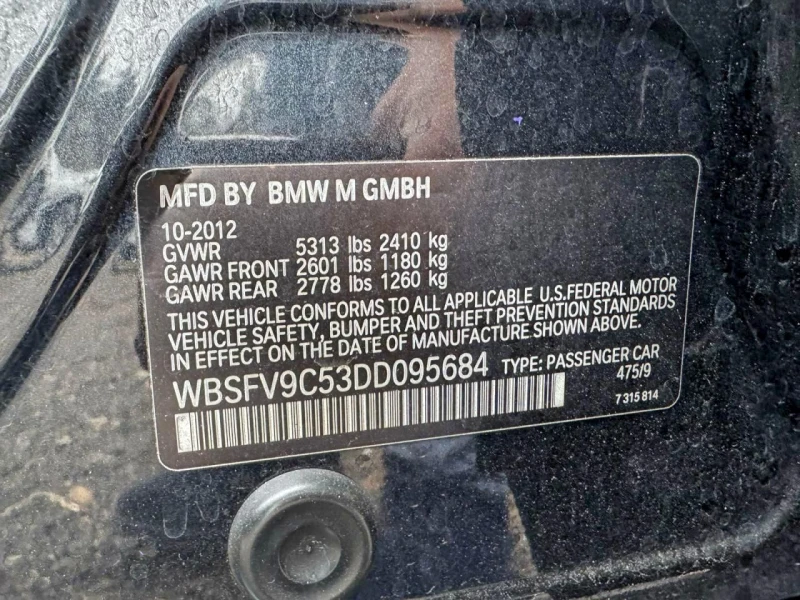 MFD BY BMW M GMBH
10-2012
GVWR 5313 lbs 2410 kg
GAWR FRONT 2601 lbs 1180 kg
GAWR REAR 2778 lbs 1260 kg
THIS VEHICLE CONFORMS TO ALL APPLICABLE U.S.FEDERAL MOTOR
VEHICLE SAFETY, BUMPER AND THEFT PREVENTION STANDARDS
IN EFFECT ON THE DATE OF MANUFACTURE SHOWN ABOVE.
WBSFV9C53DD095684 TYPE: PASSENGER CAR
475/9
7 315 814